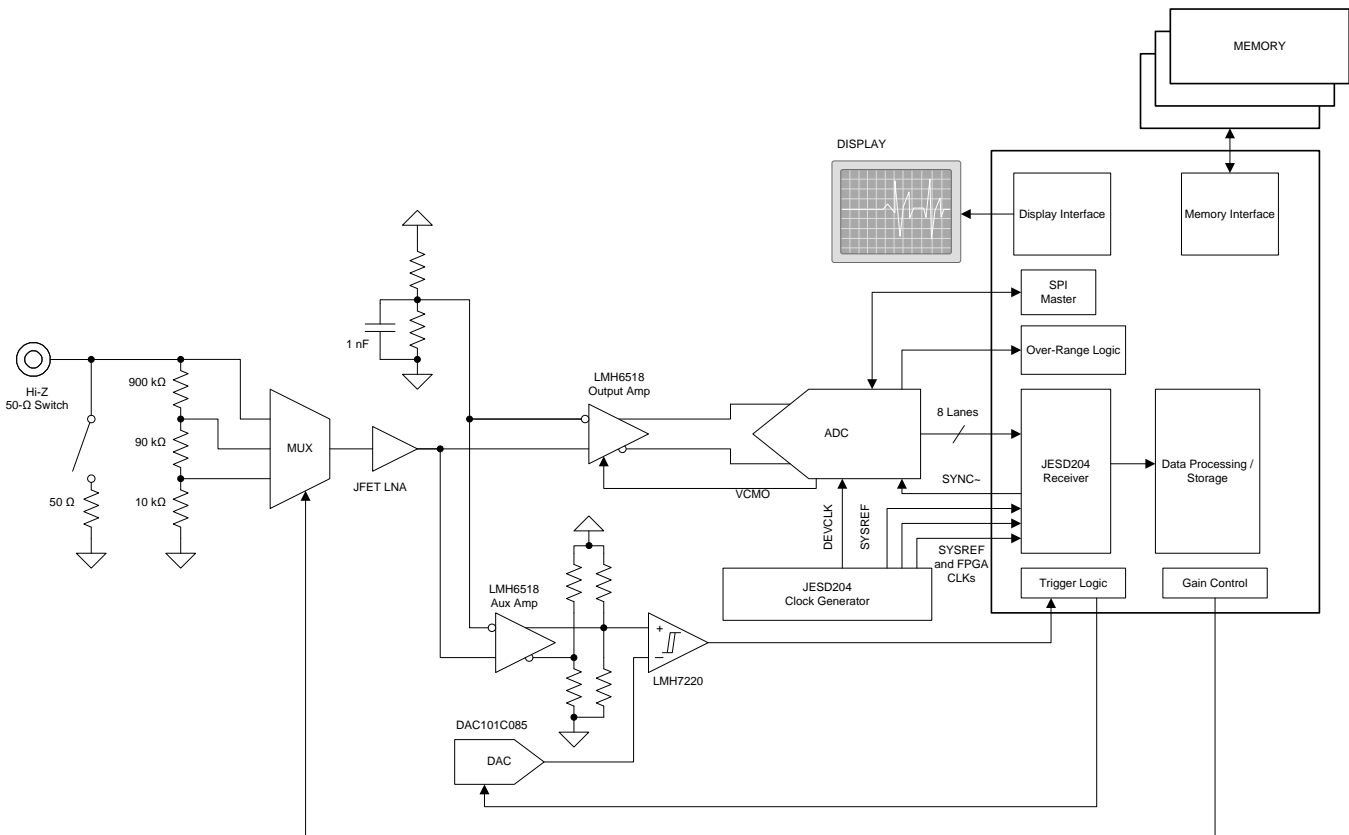 MEMORY
DISPLAY
Display Interface
Memory Interface
SPI
Master
1 nF
Over-Range Logic
Hi-Z
50-Ω Switch
900 kΩ
90 kΩ
10 kΩ
50 Ω
MUX
JFET LNA
LMH6518
Output Amp
ADC
8 Lanes
JESD204
Receiver
Data Processing /
Storage
VCMO
SYNC~
DEVCLK
SYSREF
SYSREF
and FPGA
CLKs
JESD204
Clock Generator
Trigger Logic
Gain Control
LMH6518
Aux Amp
+
−
LMH7220
DAC101C085
DAC